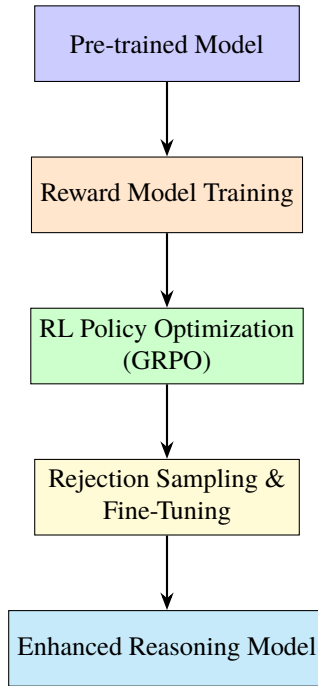 Pre-trained Model
Reward Model Training
RL Policy Optimization
(GRPO)
Rejection Sampling &
Fine-Tuning
Enhanced Reasoning Model